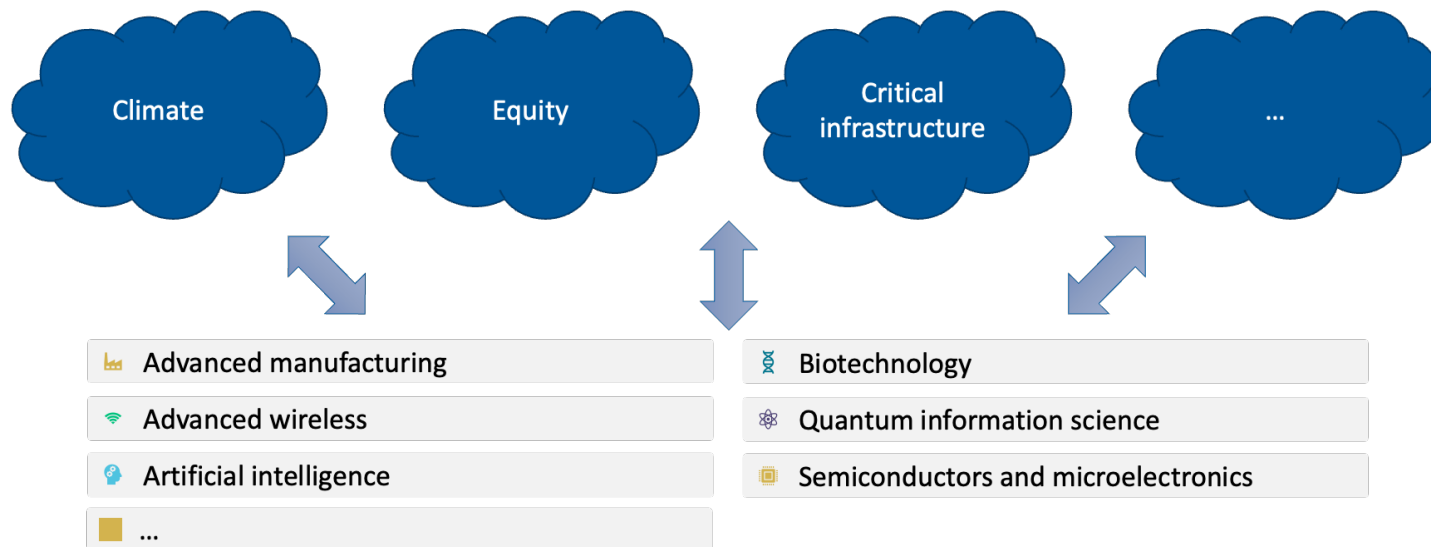 Climate
Equity
Critical
infrastructure
...
Advanced manufacturing
Advanced wireless
Artificial intelligence
...
Biotechnology
Quantum information science
Semiconductors and microelectronics